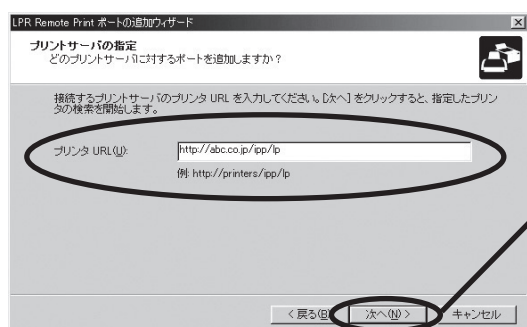 LPR Remote Print ポートの追加ウィザード
プリントサーバの指定
どのプリントサーバに対するポートを追加しますか?
接続するプリントサーバのプリンタ URL を入力してください。[次へ] をクリックすると、指定したプリン
タの検索を開始します。
プリンタ URL(U):
http://abc.co.jp/ipp/lp
例: http://printers/ipp/lp
< 戻る(B)
次へ(N) >
キャンセル